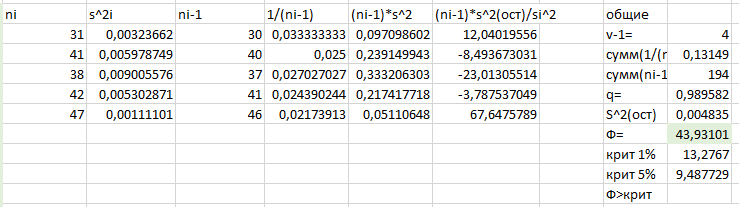 ni s^2i ni-1 1/(ni-1) (ni-1)*s^2 (ni-1)*s^2(ост)/si^2 общие
31 0,00323662 30 0,033333333 0,097098602 12,04019556 v-1= 4
41 0,005978749 40 0,025 0,239149943 -8,493673031 сумм(1/(n 0,13149
38 0,009005576 37 0,027027027 0,333206303 -23,01305514 сумм(ni-1 194
42 0,005302871 41 0,024390244 0,217417718 -3,787537049 q= 0,989582
47 0,00111101 46 0,02173913 0,05110648 67,6475789 S^2(ост) 0,004835
Ф= 43,93101
крит 1% 13,2767
крит 5% 9,487729
Ф>крит